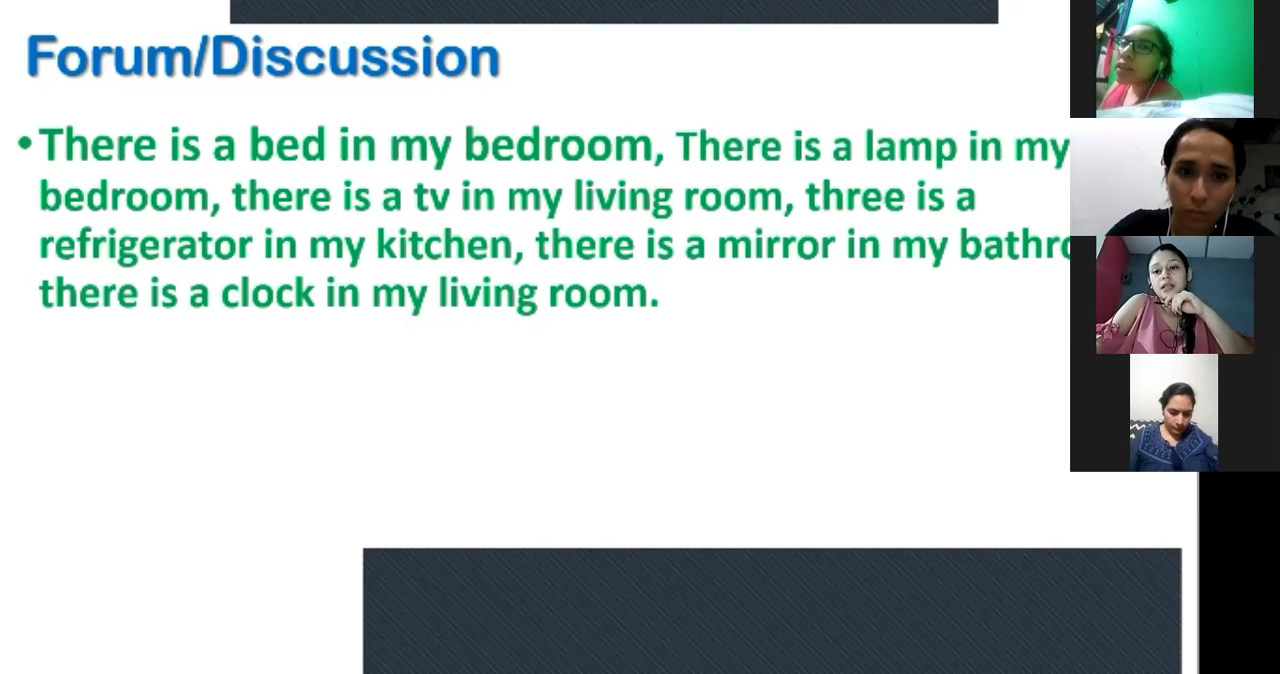 Forum/Discussion
• There is a bed in my bedroom, There is a lamp in my
bedroom, there is a tv in my living room, three is a
refrigerator in my kitchen, there is a mirror in my
there is a clock in my living room.